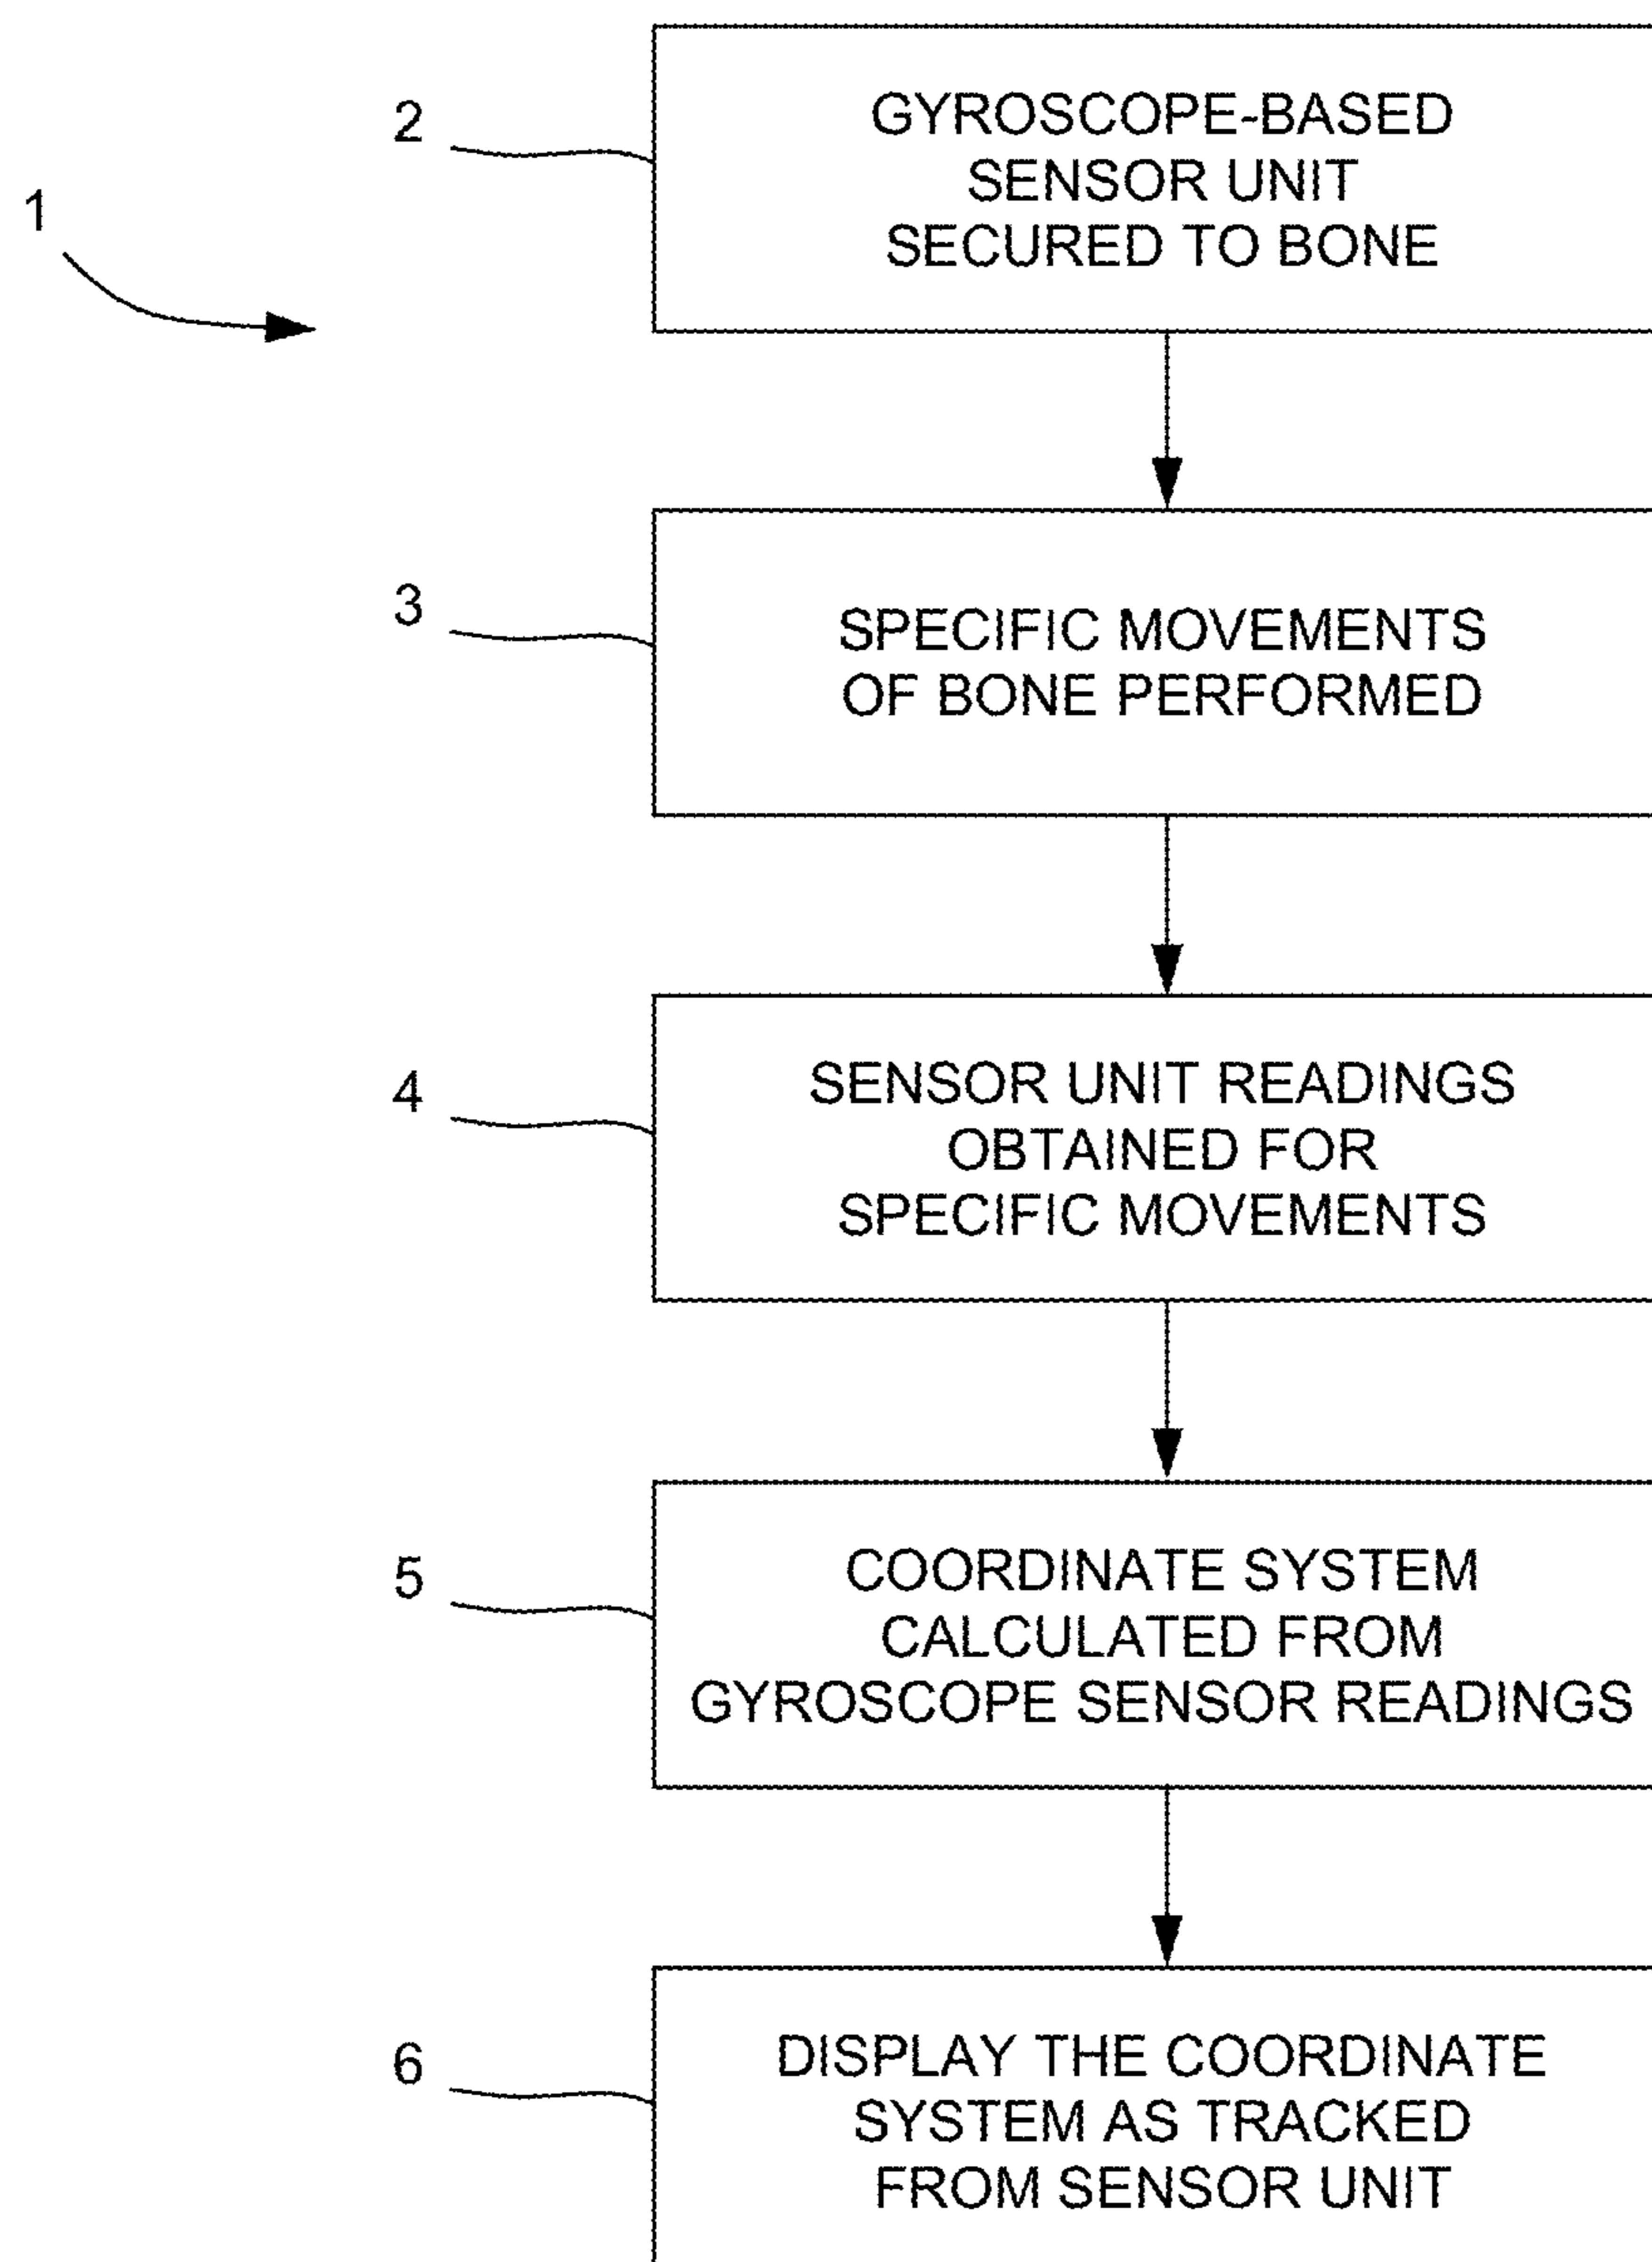 1
2
GYROSCOPE-BASED
SENSOR UNIT
SECURED TO BONE
3
SPECIFIC MOVEMENTS
OF BONE PERFORMED
4
SENSOR UNIT READINGS
OBTAINED FOR
SPECIFIC MOVEMENTS
5
COORDINATE SYSTEM
CALCULATED FROM
GYROSCOPE SENSOR READINGS
6
DISPLAY THE COORDINATE
SYSTEM AS TRACKED
FROM SENSOR UNIT